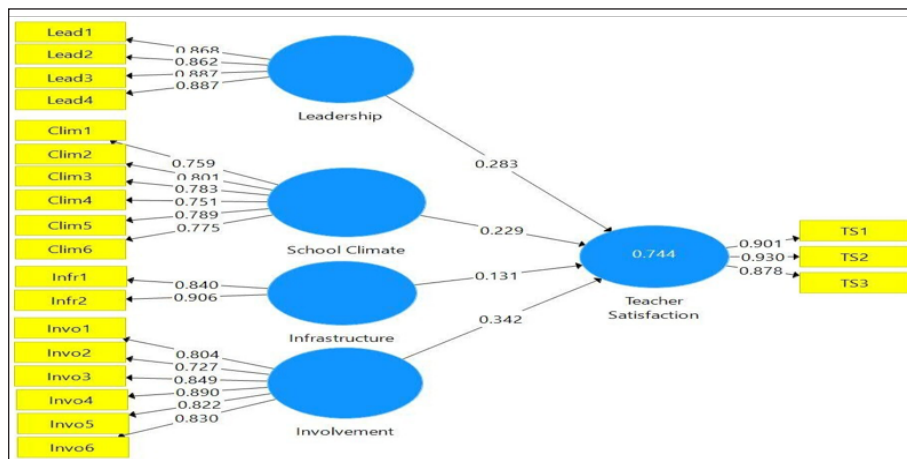 Lead1
Lead2
Lead3
Lead4
0.868
0.862
0.887
0.887
Leadership
Clim1
Clim2
Clim3
Clim4
Clim5
Clim6
0.759
0.801
0.783
0.751
0.789
0.775
School Climate
Infr1
Infr2
0.840
0.906
Infrastructure
Invo1
Invo2
Invo3
Invo4
Invo5
Invo6
0.804
0.727
0.849
0.890
0.822
0.830
Involvement
0.283
0.229
0.131
0.342
0.744
Teacher
Satisfaction
0.901
0.930
0.878
TS1
TS2
TS3